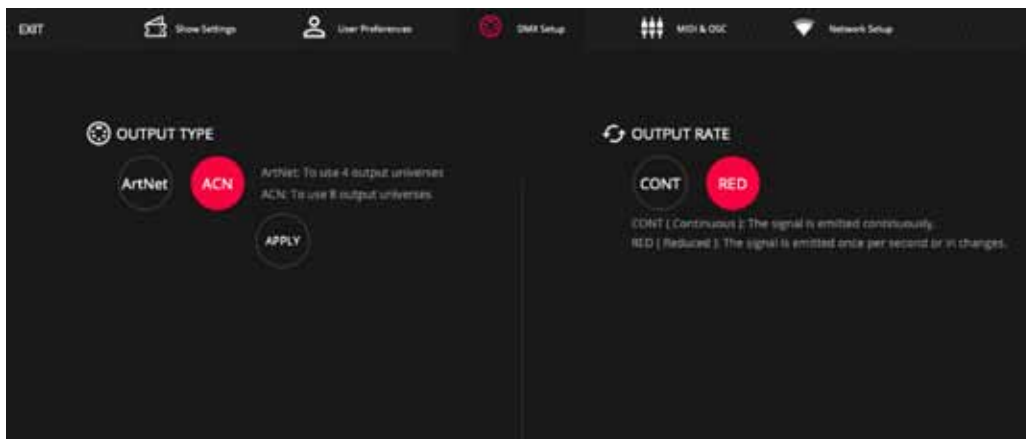 EXIT
Show Settings
User Preferences
DMX Setup
MIDI & OSC
Network Setup
OUTPUT TYPE
ArtNet
ACN
ArtNet: To use 4 output universes
ACN: To use 8 output universes
APPLY
OUTPUT RATE
CONT
RED
CONT ( Continuous ): The signal is emitted continuously.
RED ( Reduced ): The signal is emitted once per second or in changes.